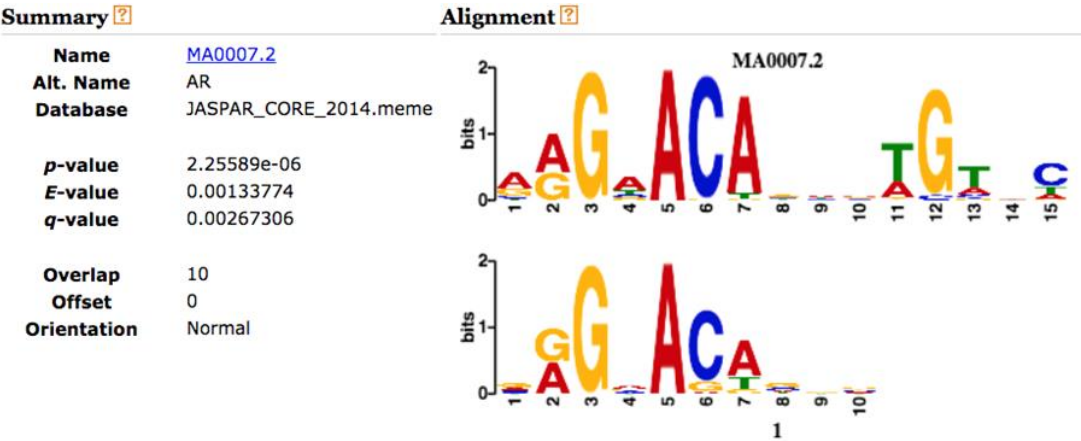 Summary ?
Name MA0007.2
Alt. Name AR
Database JASPAR_CORE_2014.meme
p-value 2.25589e-06
E-value 0.00133774
q-value 0.00267306
Overlap 10
Offset 0
Orientation Normal
Alignment ?
MA0007.2
2
bits
1
0
A G A G G A T A C A T T A G T A C T A
1 2 3 4 5 6 7 8 9 10 11 12 13 14 15
2
bits
1
0
G A G A C G A T
1 2 3 4 5 6 7 8 9 10
1